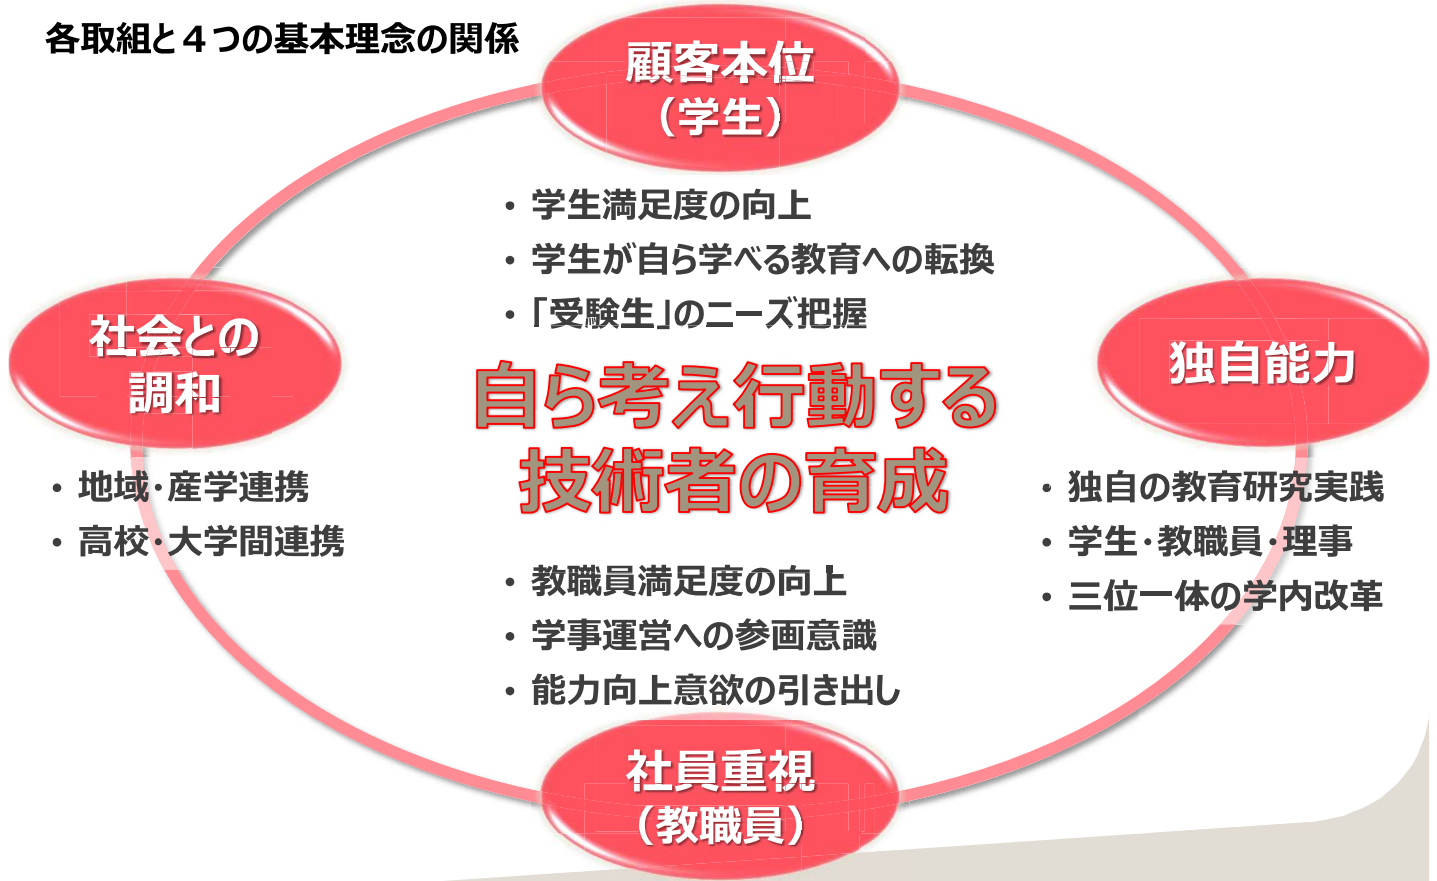 各取組と４つの基本理念の関係
顧客本位
（学生）
・学生満足度の向上
・学生が自ら学べる教育への転換
・「受験生」のニーズ把握
社会との
調和
・地域・産学連携
・高校・大学間連携
自ら考え行動する
技術者の育成
独自能力
・独自の教育研究実践
・学生・教職員・理事
・三位一体の学内改革
・教職員満足度の向上
・学事運営への参画意識
・能力向上意欲の引き出し
社員重視
（教職員）